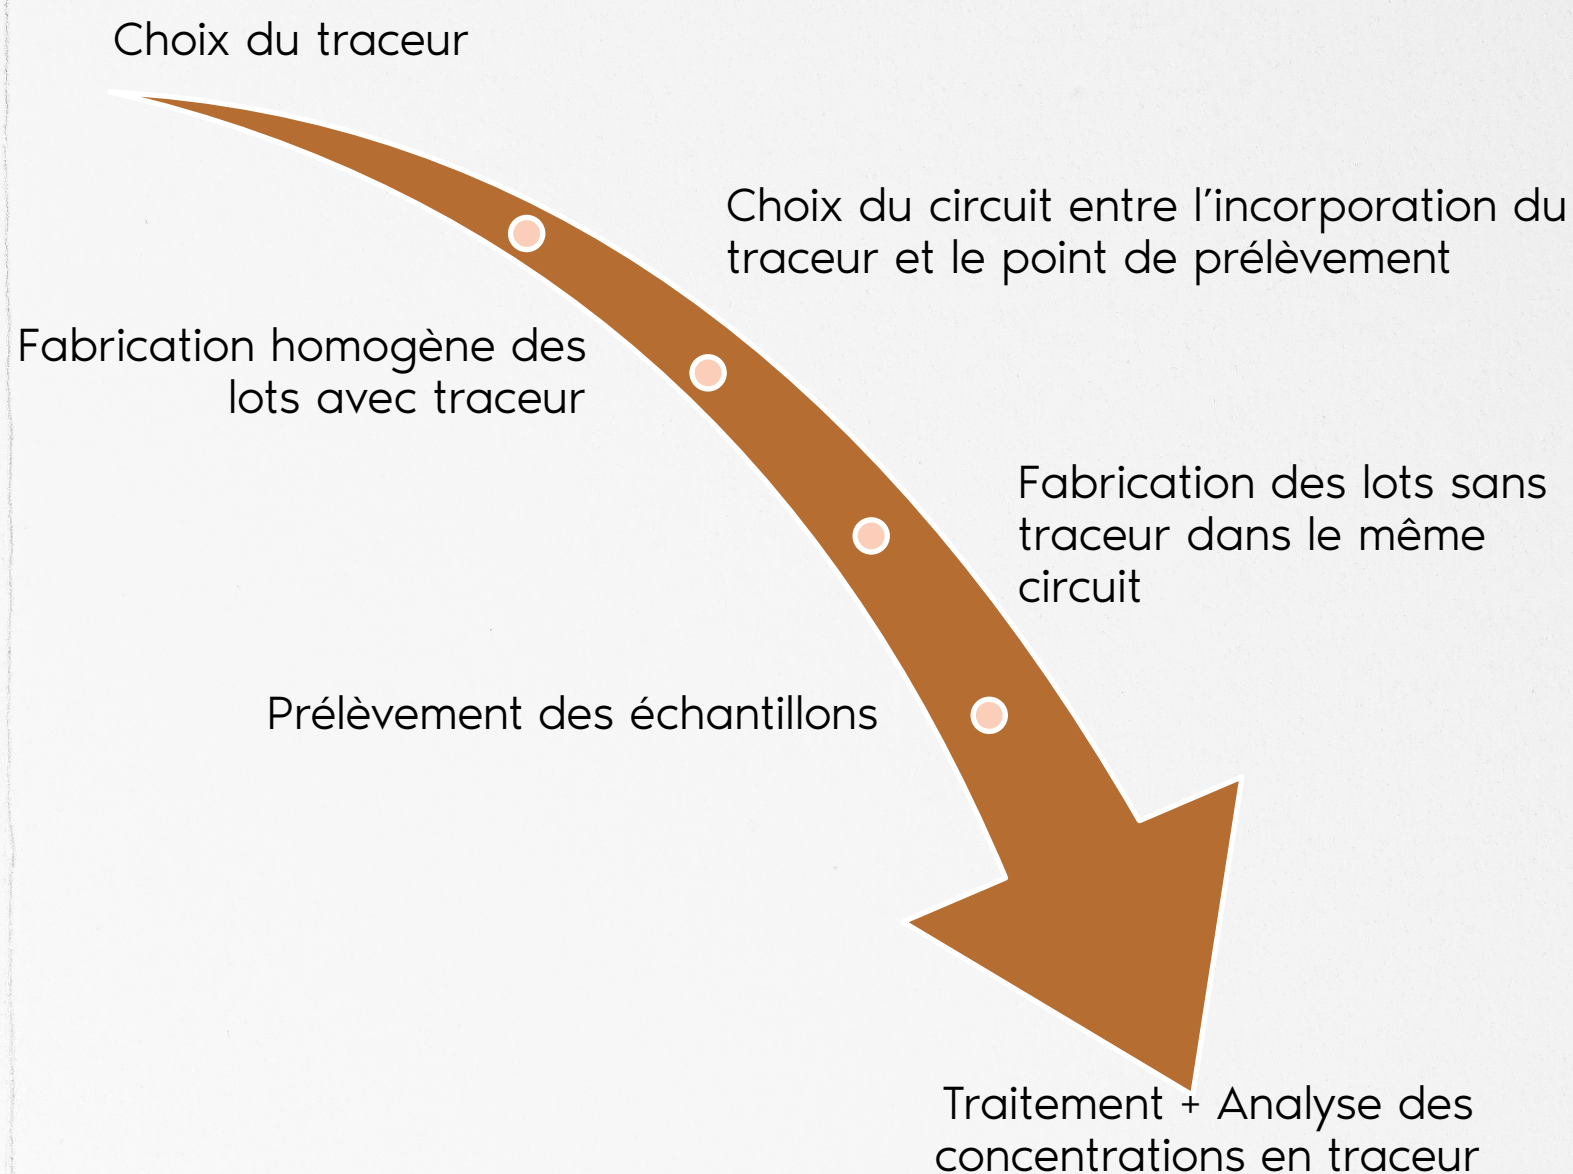 Choix du traceur
Choix du circuit entre l’incorporation du
traceur et le point de prélèvement
Fabrication homogène des
lots avec traceur
Fabrication des lots sans
traceur dans le même
circuit
Prélèvement des échantillons
Traitement + Analyse des
concentrations en traceur